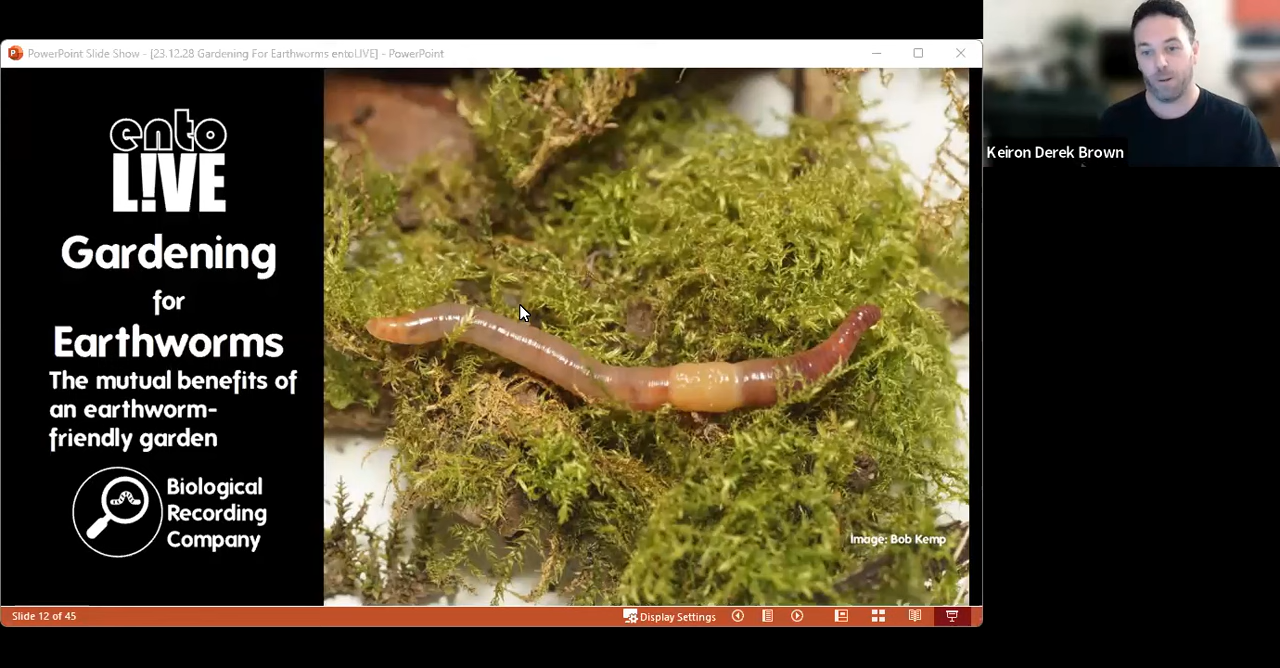 PowerPoint Slide Show - [23.12.28 Gardening For Earthworms entoLIVE] - PowerPoint
ento
L!VE
Gardening
for
Earthworms
The mutual benefits of
an earthworm-
friendly garden
Biological
Recording
Company
Image: Bob Kemp
Slide 12 of 45
Display Settings
Keiron Derek Brown